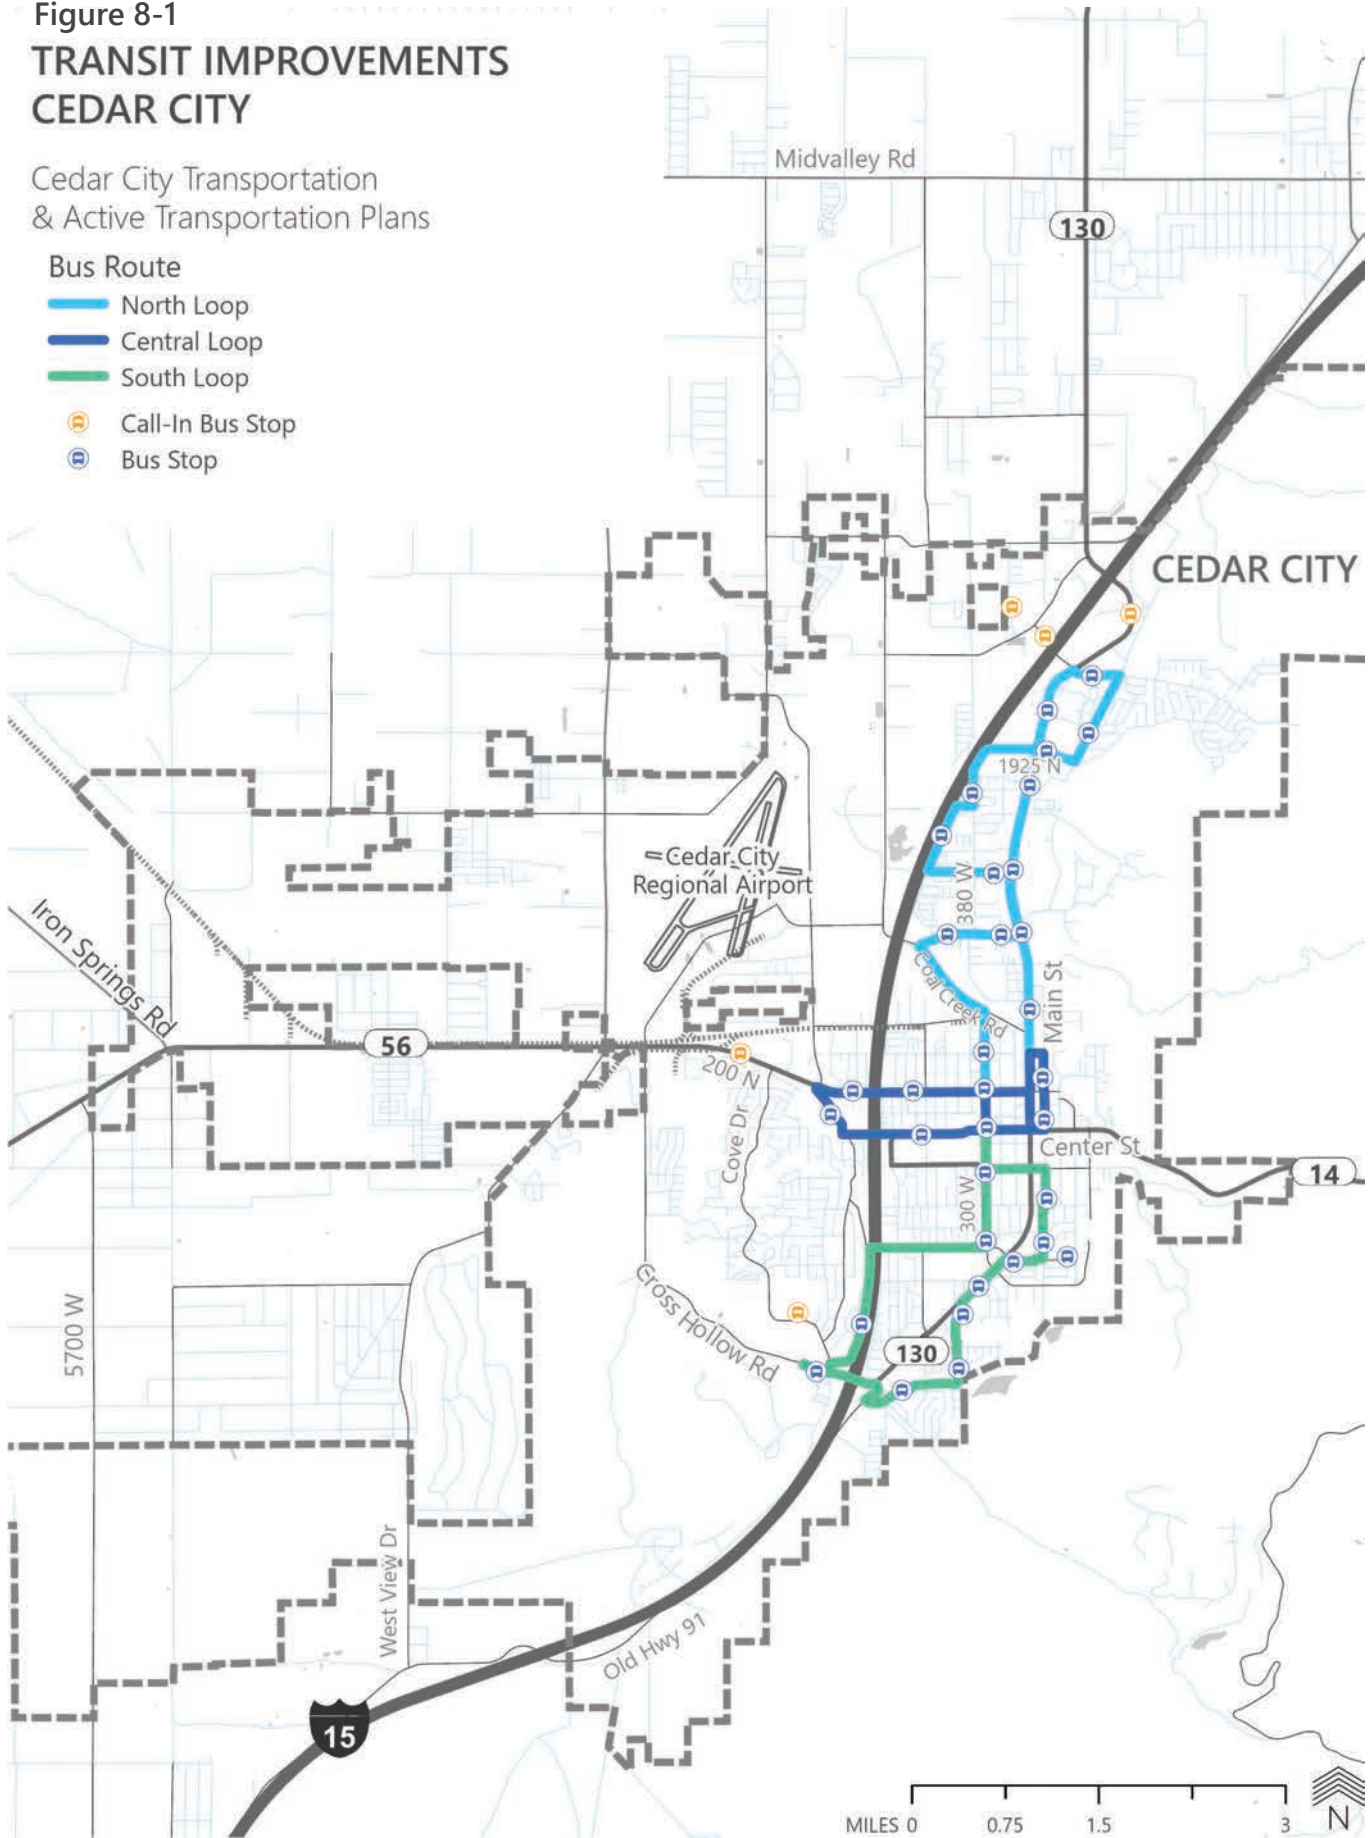 Figure 8-1
TRANSIT IMPROVEMENTS
CEDAR CITY
Cedar City Transportation
& Active Transportation Plans
Bus Route
North Loop
Central Loop
South Loop
Call-In Bus Stop
Bus Stop
Midvalley Rd
130
CEDAR CITY
1925 N
Cedar City
Regional Airport
380 W
Iron Springs Rd
Coal Creek Rd
Main St
56
200 N
Cove Dr
Center St
14
300 W
5700 W
Cross Hollow Rd
130
West View Dr
Old Hwy 91
15
MILES 0 0.75 1.5 3
N